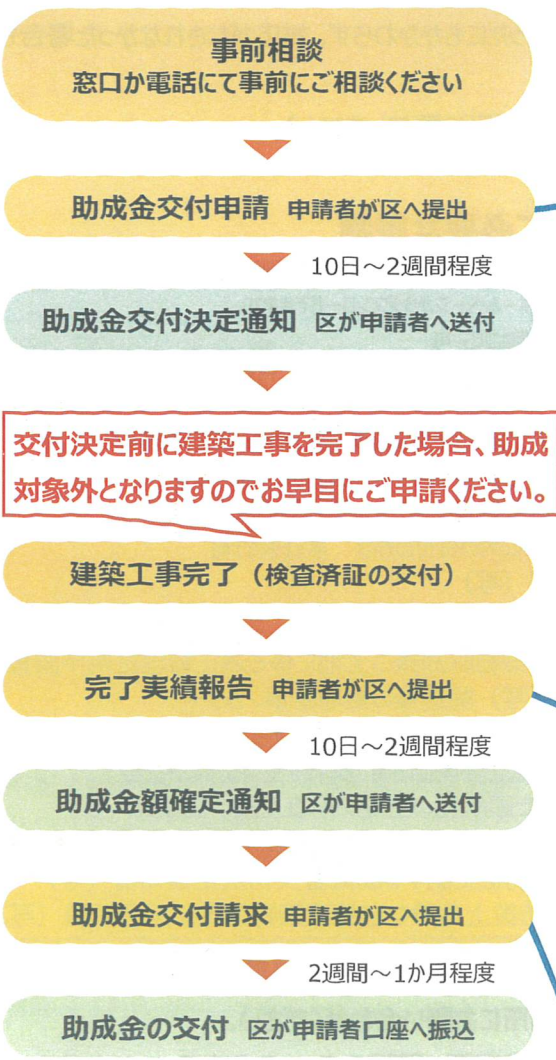 事前相談
窓口か電話にて事前にご相談ください
助成金交付申請 申請者が区へ提出
10日～2週間程度
助成金交付決定通知 区が申請者へ送付
交付決定前に建築工事を完了した場合、助成
対象外となりますのでお早目にご申請ください。
建築工事完了（検査済証の交付）
完了実績報告 申請者が区へ提出
10日～2週間程度
助成金額確定通知 区が申請者へ送付
助成金交付請求 申請者が区へ提出
2週間～1か月程度
助成金の交付 区が申請者口座へ振込